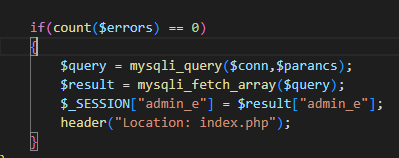 if(count($errors) == 0)
{
$query = mysqli_query($conn,$parancs);
$result = mysqli_fetch_array($query);
$_SESSION["admin_e"] = $result["admin_e"];
header("Location: index.php");
}